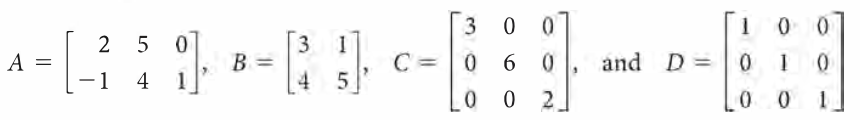 A = [2 5 0; -1 4 1], B = [3 1; 4 5], C = [3 0 0; 0 6 0; 0 0 2], and D = [1 0 0; 0 1 0; 0 0 1]